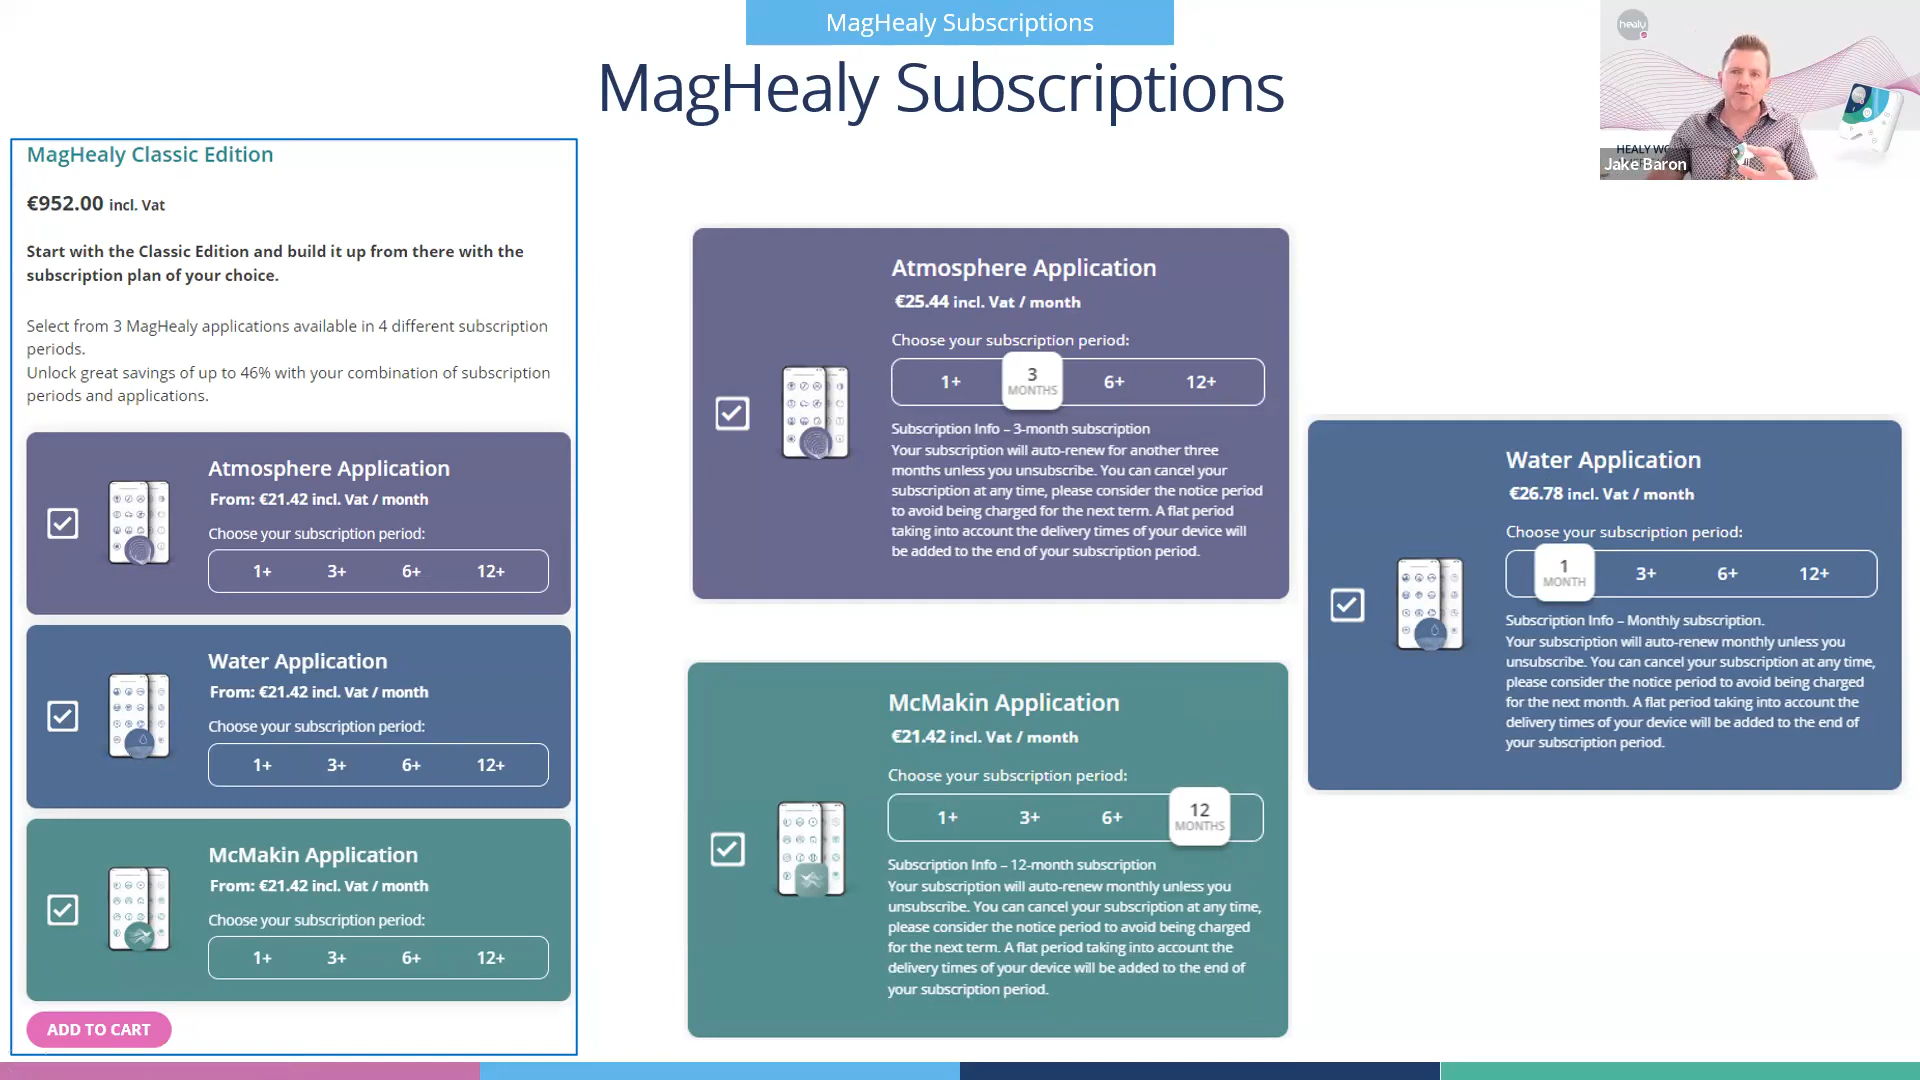 MagHealy Subscriptions
MagHealy Subscriptions
healy
HEALY WO
Jake Baron
MagHealy Classic Edition
€952.00 incl. Vat
Start with the Classic Edition and build it up from there with the
subscription plan of your choice.
Select from 3 MagHealy applications available in 4 different subscription
periods.
Unlock great savings of up to 46% with your combination of subscription
periods and applications.
Atmosphere Application
From: €21.42 incl. Vat / month
Choose your subscription period:
1+ 3+ 6+ 12+
Water Application
From: €21.42 incl. Vat / month
Choose your subscription period:
1+ 3+ 6+ 12+
McMakin Application
From: €21.42 incl. Vat / month
Choose your subscription period:
1+ 3+ 6+ 12+
ADD TO CART
Atmosphere Application
€25.44 incl. Vat / month
Choose your subscription period:
1+ 3 MONTHS 6+ 12+
Subscription Info – 3-month subscription
Your subscription will auto-renew for another three
months unless you unsubscribe. You can cancel your
subscription at any time, please consider the notice period
to avoid being charged for the next term. A flat period
taking into account the delivery times of your device will
be added to the end of your subscription period.
McMakin Application
€21.42 incl. Vat / month
Choose your subscription period:
1+ 3+ 6+ 12 MONTHS
Subscription Info – 12-month subscription
Your subscription will auto-renew monthly unless you
unsubscribe. You can cancel your subscription at any time,
please consider the notice period to avoid being charged
for the next term. A flat period taking into account the
delivery times of your device will be added to the end of
your subscription period.
Water Application
€26.78 incl. Vat / month
Choose your subscription period:
1 MONTH 3+ 6+ 12+
Subscription Info – Monthly subscription.
Your subscription will auto-renew monthly unless you
unsubscribe. You can cancel your subscription at any time,
please consider the notice period to avoid being charged
for the next month. A flat period taking into account the
delivery times of your device will be added to the end of
your subscription period.